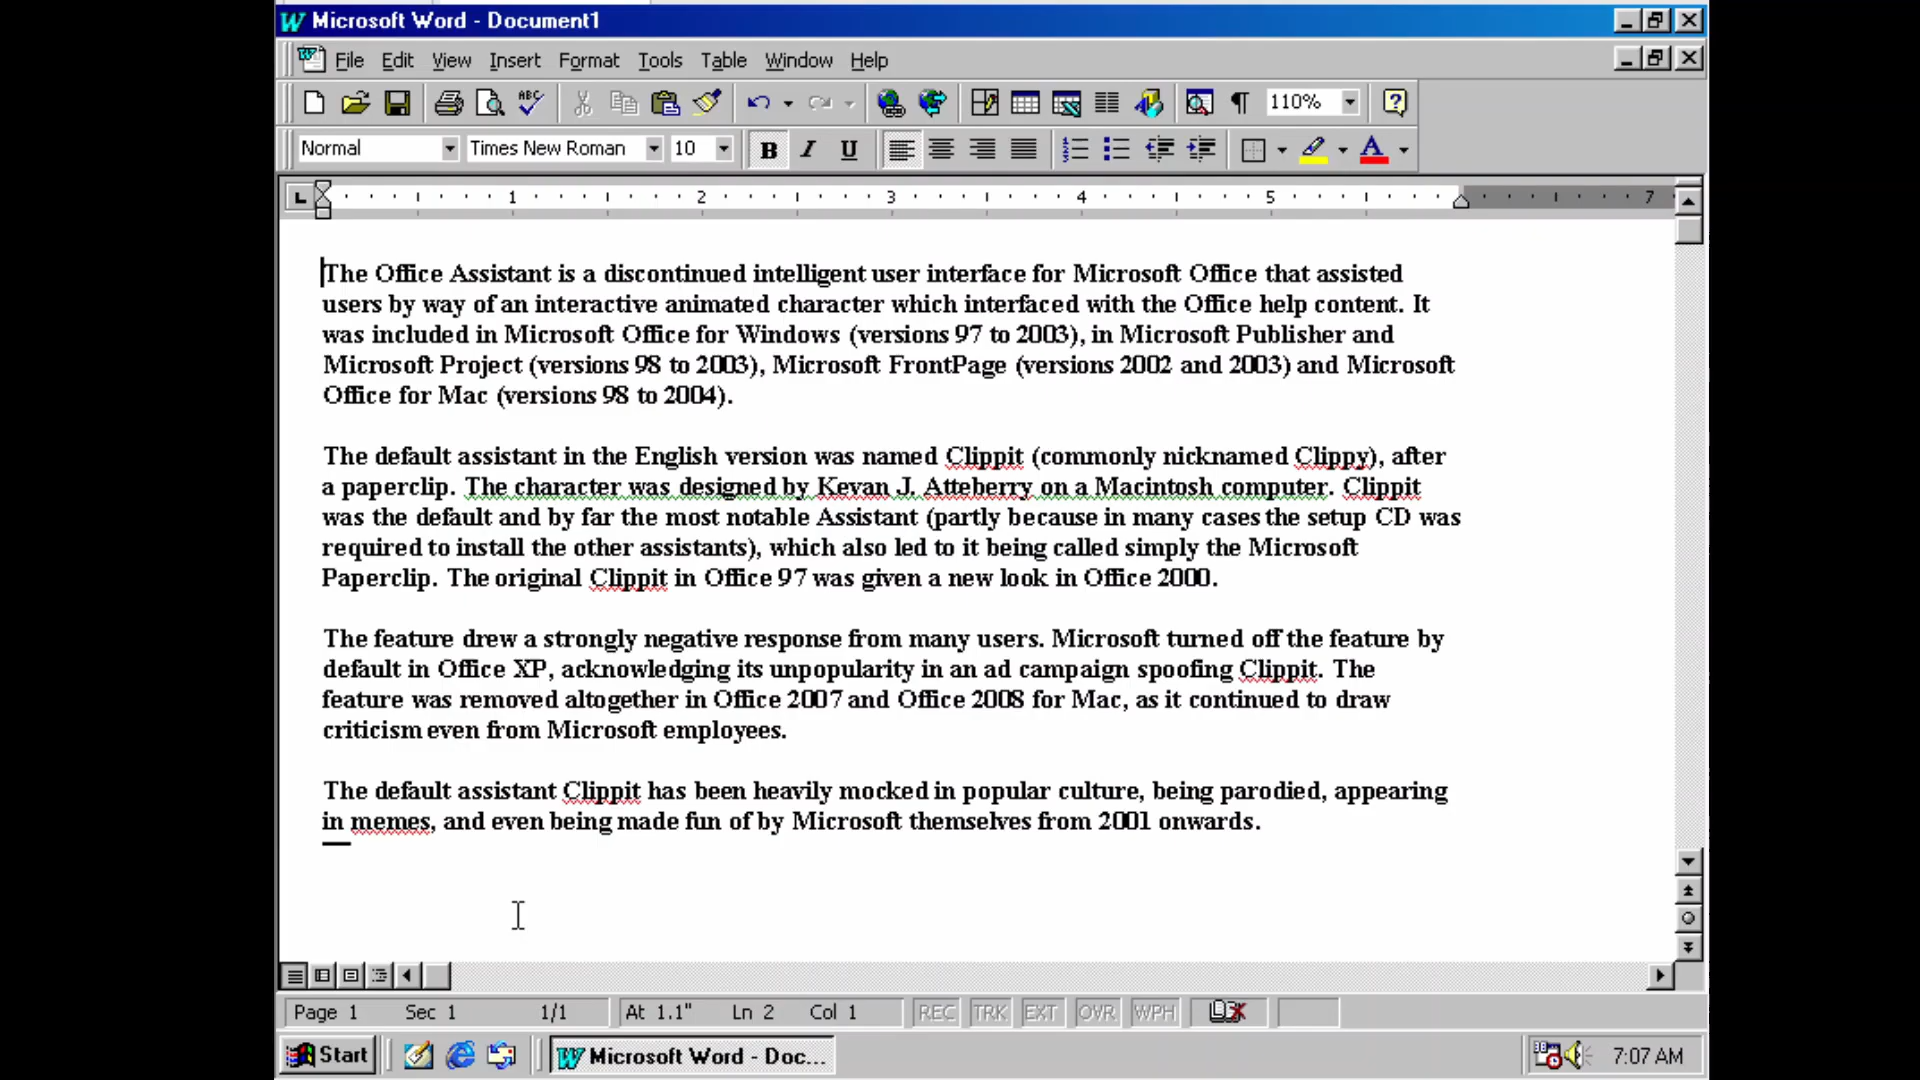 Microsoft Word - Document1
File Edit View Insert Format Tools Table Window Help
ABC 110%
Normal Times New Roman 10 B I U A
L 1 2 3 4 5 7
The Office Assistant is a discontinued intelligent user interface for Microsoft Office that assisted
users by way of an interactive animated character which interfaced with the Office help content. It
was included in Microsoft Office for Windows (versions 97 to 2003), in Microsoft Publisher and
Microsoft Project (versions 98 to 2003), Microsoft FrontPage (versions 2002 and 2003) and Microsoft
Office for Mac (versions 98 to 2004).
The default assistant in the English version was named Clippit (commonly nicknamed Clippy), after
a paperclip. The character was designed by Kevan J. Atteberry on a Macintosh computer. Clippit
was the default and by far the most notable Assistant (partly because in many cases the setup CD was
required to install the other assistants), which also led to it being called simply the Microsoft
Paperclip. The original Clippit in Office 97 was given a new look in Office 2000.
The feature drew a strongly negative response from many users. Microsoft turned off the feature by
default in Office XP, acknowledging its unpopularity in an ad campaign spoofing Clippit. The
feature was removed altogether in Office 2007 and Office 2008 for Mac, as it continued to draw
criticism even from Microsoft employees.
The default assistant Clippit has been heavily mocked in popular culture, being parodied, appearing
in memes, and even being made fun of by Microsoft themselves from 2001 onwards.
Page 1 Sec 1 1/1 At 1.1" Ln 2 Col 1 REC TRK EXT OVR WPH
Start Microsoft Word - Doc... 7:07 AM